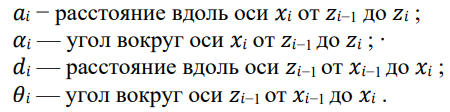 aᵢ – расстояние вдоль оси xᵢ от zᵢ₋₁ до zᵢ ;
αᵢ — угол вокруг оси xᵢ от zᵢ₋₁ до zᵢ ; ·
dᵢ — расстояние вдоль оси zᵢ₋₁ от xᵢ₋₁ до xᵢ ;
θᵢ — угол вокруг оси zᵢ₋₁ от xᵢ₋₁ до xᵢ .